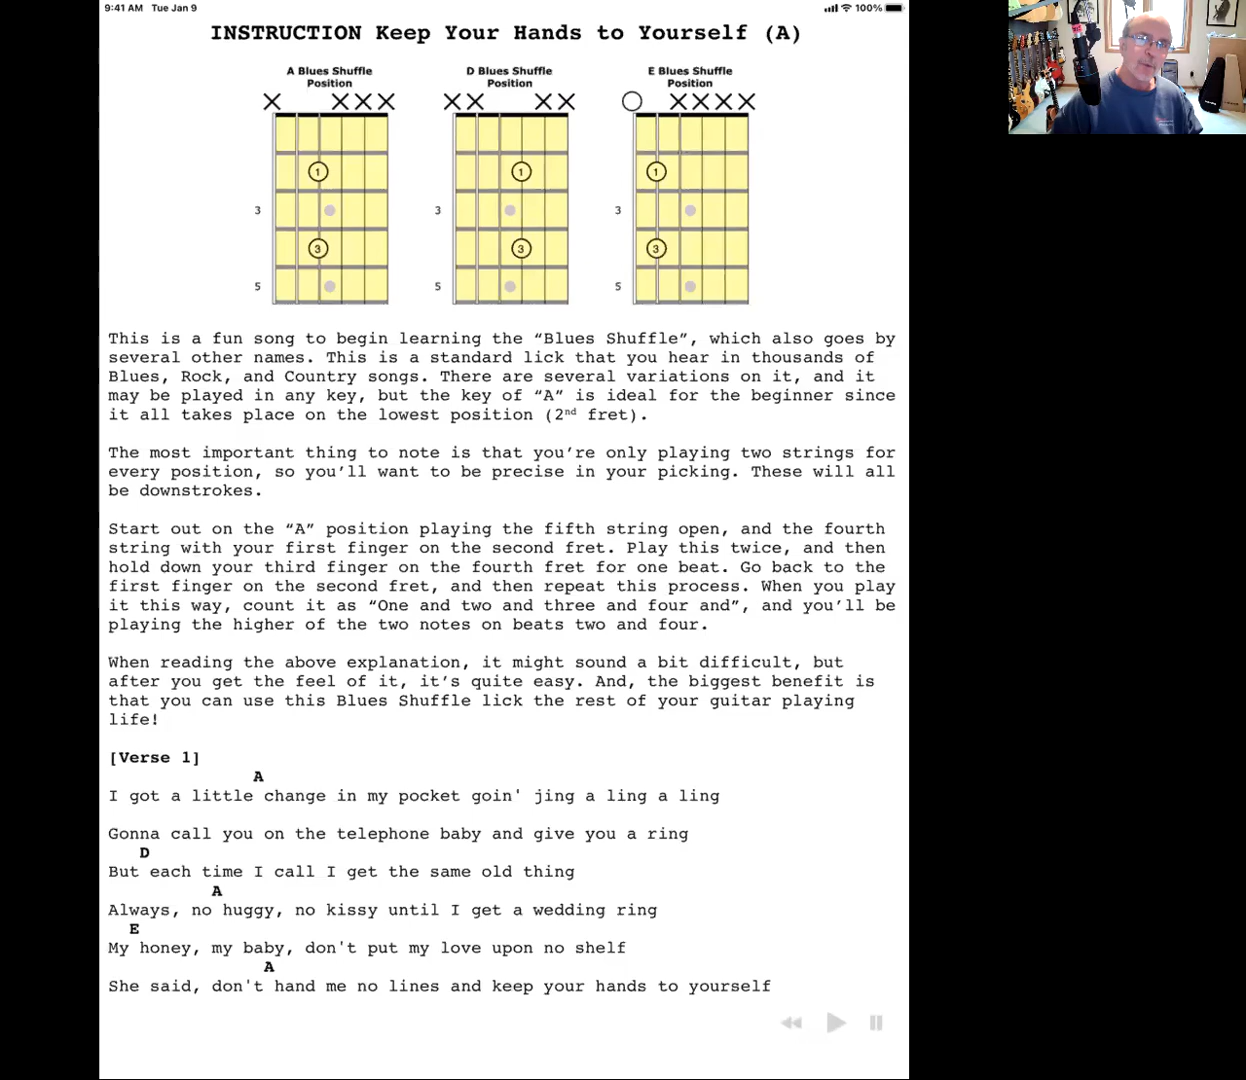 9:41 AM Tue Jan 9 100%
INSTRUCTION Keep Your Hands to Yourself (A)
A Blues Shuffle Position
D Blues Shuffle Position
E Blues Shuffle Position
X X X X
X X X X
O X X X X
1 1 1
3 3 3
3 3 3
5 5 5
This is a fun song to begin learning the “Blues Shuffle”, which also goes by
several other names. This is a standard lick that you hear in thousands of
Blues, Rock, and Country songs. There are several variations on it, and it
may be played in any key, but the key of “A” is ideal for the beginner since
it all takes place on the lowest position (2nd fret).
The most important thing to note is that you’re only playing two strings for
every position, so you’ll want to be precise in your picking. These will all
be downstrokes.
Start out on the “A” position playing the fifth string open, and the fourth
string with your first finger on the second fret. Play this twice, and then
hold down your third finger on the fourth fret for one beat. Go back to the
first finger on the second fret, and then repeat this process. When you play
it this way, count it as “One and two and three and four and”, and you’ll be
playing the higher of the two notes on beats two and four.
When reading the above explanation, it might sound a bit difficult, but
after you get the feel of it, it’s quite easy. And, the biggest benefit is
that you can use this Blues Shuffle lick the rest of your guitar playing
life!
[Verse 1]
A
I got a little change in my pocket goin' jing a ling a ling
Gonna call you on the telephone baby and give you a ring
D
But each time I call I get the same old thing
A
Always, no huggy, no kissy until I get a wedding ring
E
My honey, my baby, don't put my love upon no shelf
A
She said, don't hand me no lines and keep your hands to yourself